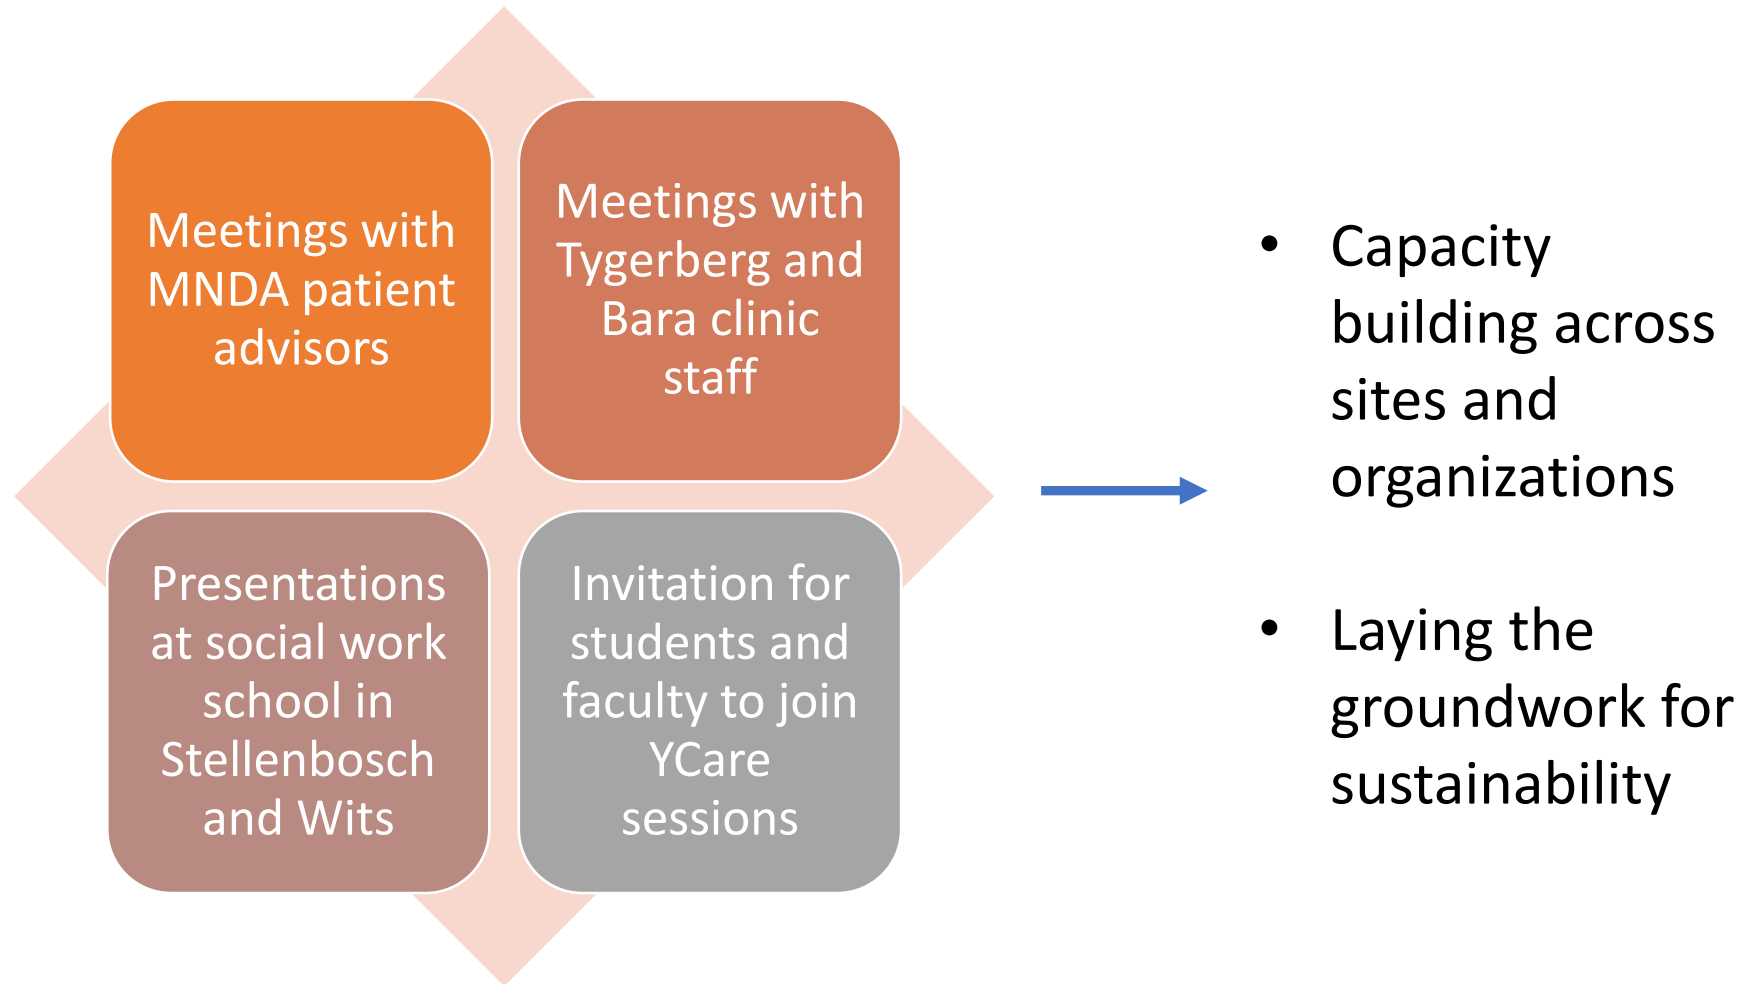 Meetings with
MNDA patient
advisors
Meetings with
Tygerberg and
Bara clinic
staff
Presentations
at social work
school in
Stellenbosch
and Wits
Invitation for
students and
faculty to join
YCare
sessions
• Capacity
building across
sites and
organizations
• Laying the
groundwork for
sustainability